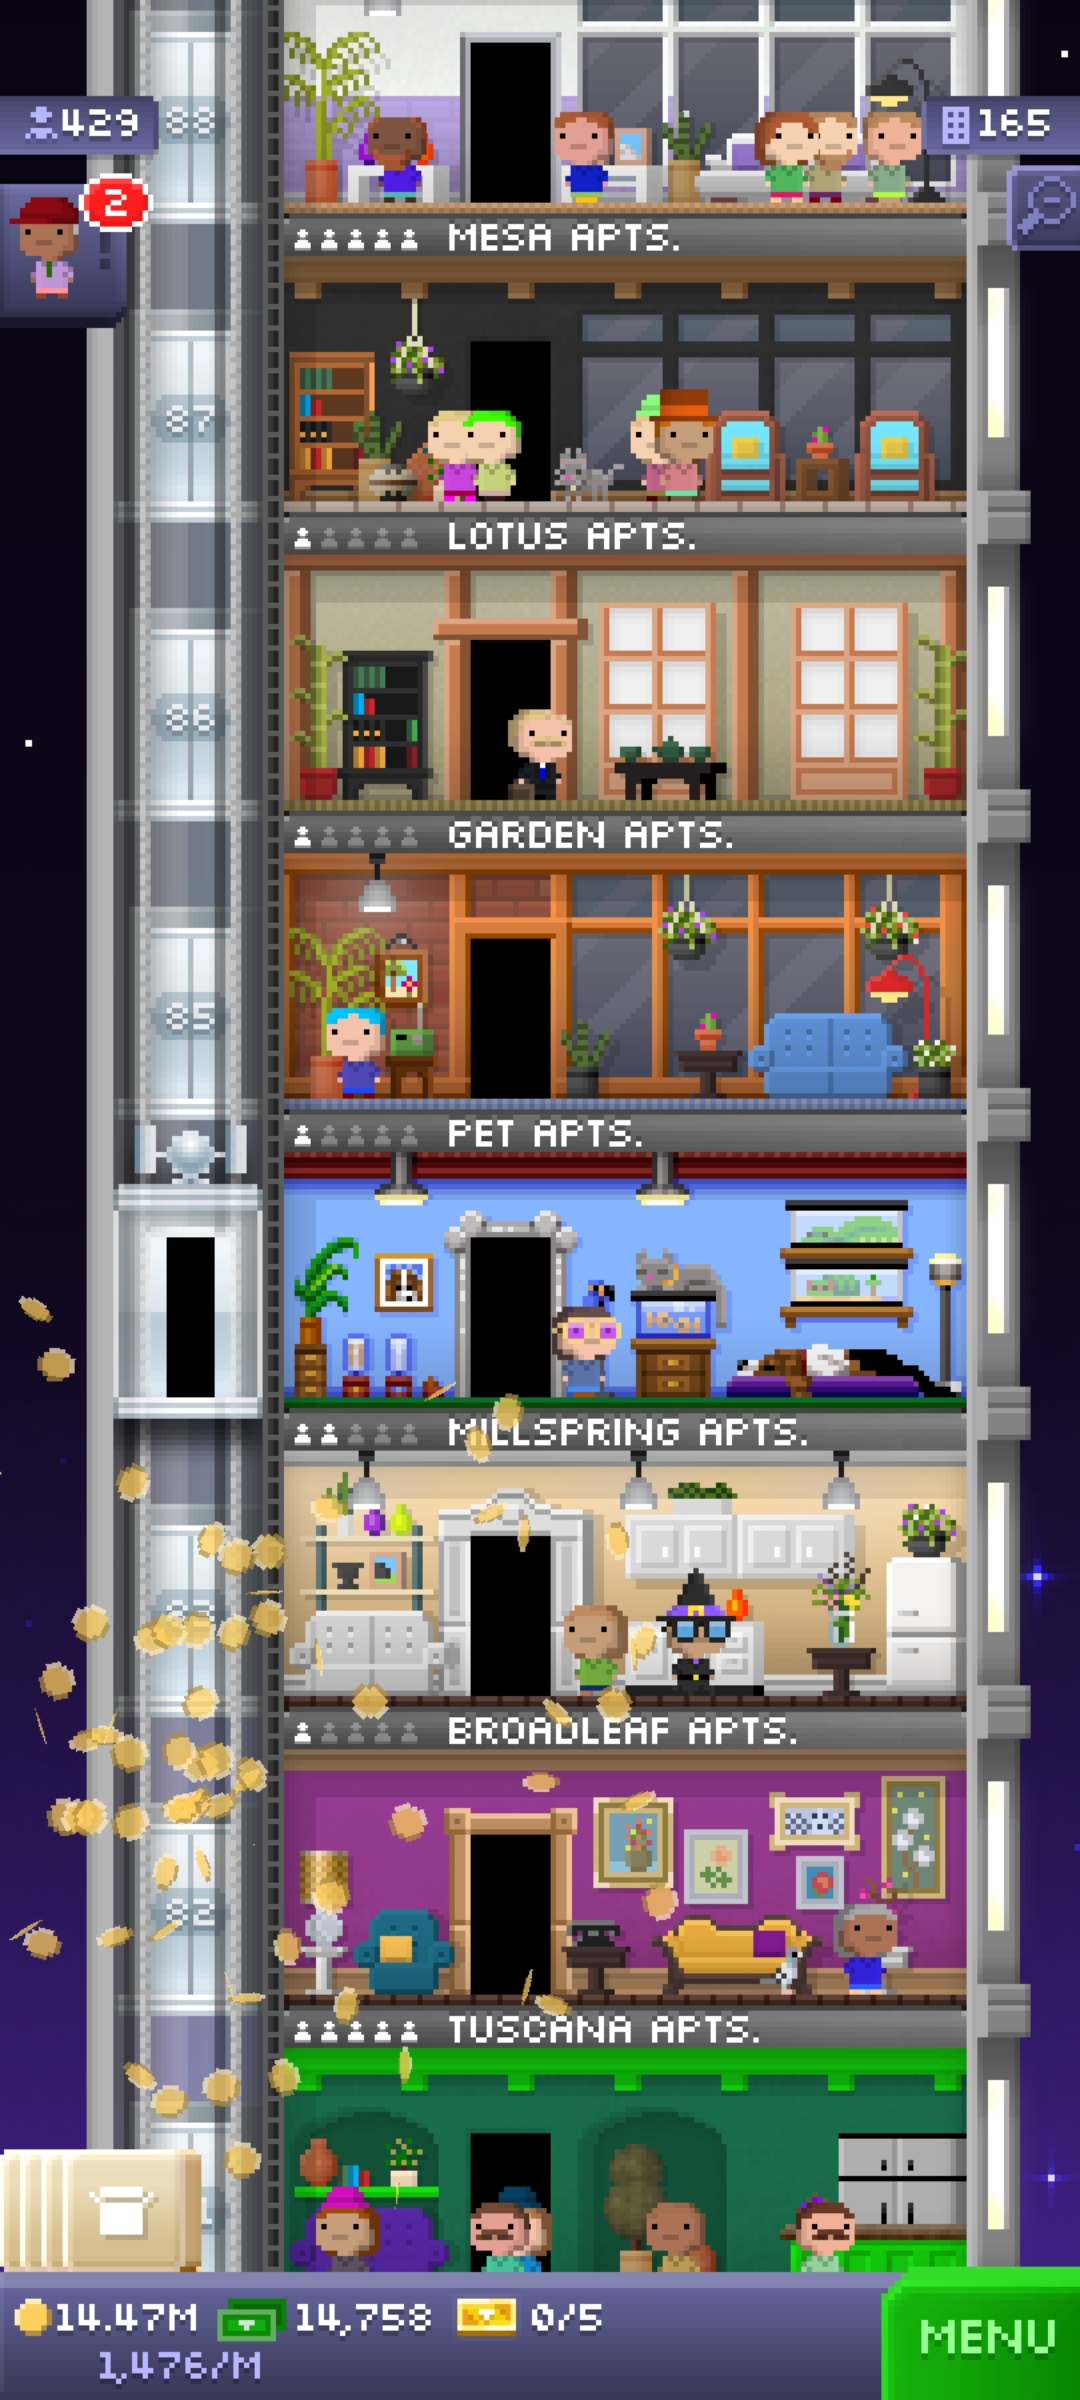 429
88
165
2
MESA APTS.
87
LOTUS APTS.
86
GARDEN APTS.
85
PET APTS.
MILLSPRING APTS.
BROADLEAF APTS.
82
TUSCANA APTS.
14.47M
14,758
0/5
MENU
1,476/M